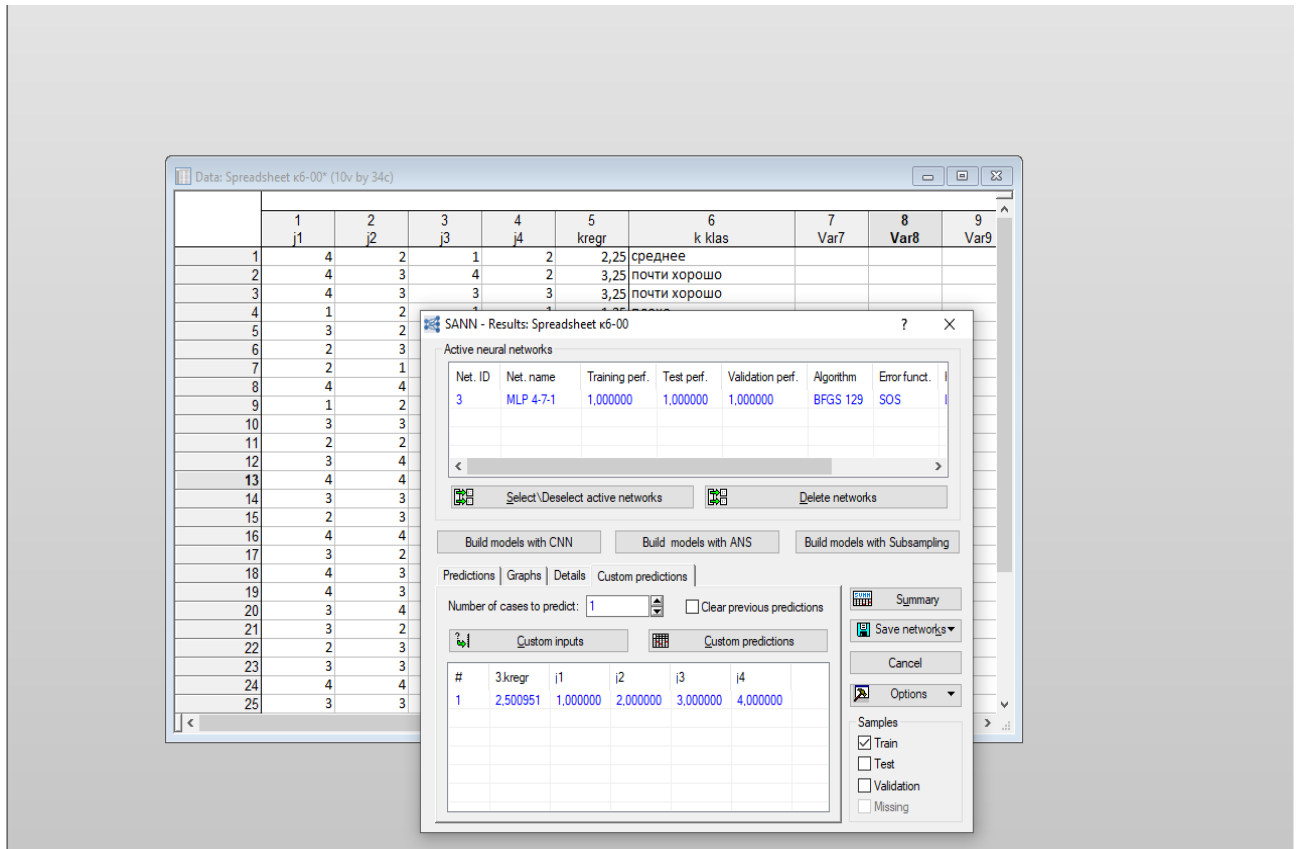 Data: Spreadsheet к6-00* (10v by 34c)
1 2 3 4 5 6 7 8 9
j1 j2 j3 j4 kregr k klas Var7 Var8 Var9
1 4 2 1 2 2,25 среднее
2 4 3 4 2 3,25 почти хорошо
3 4 3 3 3 3,25 почти хорошо
4 1 2
5 3 2
6 2 3
7 2 1
8 4 4
9 1 2
10 3 3
11 2 2
12 3 4
13 4 4
14 3 3
15 2 3
16 4 4
17 3 2
18 4 3
19 4 3
20 3 4
21 3 2
22 2 3
23 3 3
24 4 4
25 3 3
SANN - Results: Spreadsheet к6-00 ?
Active neural networks
Net. ID Net. name Training perf. Test perf. Validation perf. Algorithm Error funct.
3 MLP 4-7-1 1,000000 1,000000 1,000000 BFGS 129 SOS
Select\Deselect active networks Delete networks
Build models with CNN Build models with ANS Build models with Subsampling
Predictions Graphs Details Custom predictions
Number of cases to predict: 1 Clear previous predictions
Custom inputs Custom predictions
# 3.kregr j1 j2 j3 j4
1 2,500951 1,000000 2,000000 3,000000 4,000000
Summary
Save networks
Cancel
Options
Samples
Train
Test
Validation
Missing